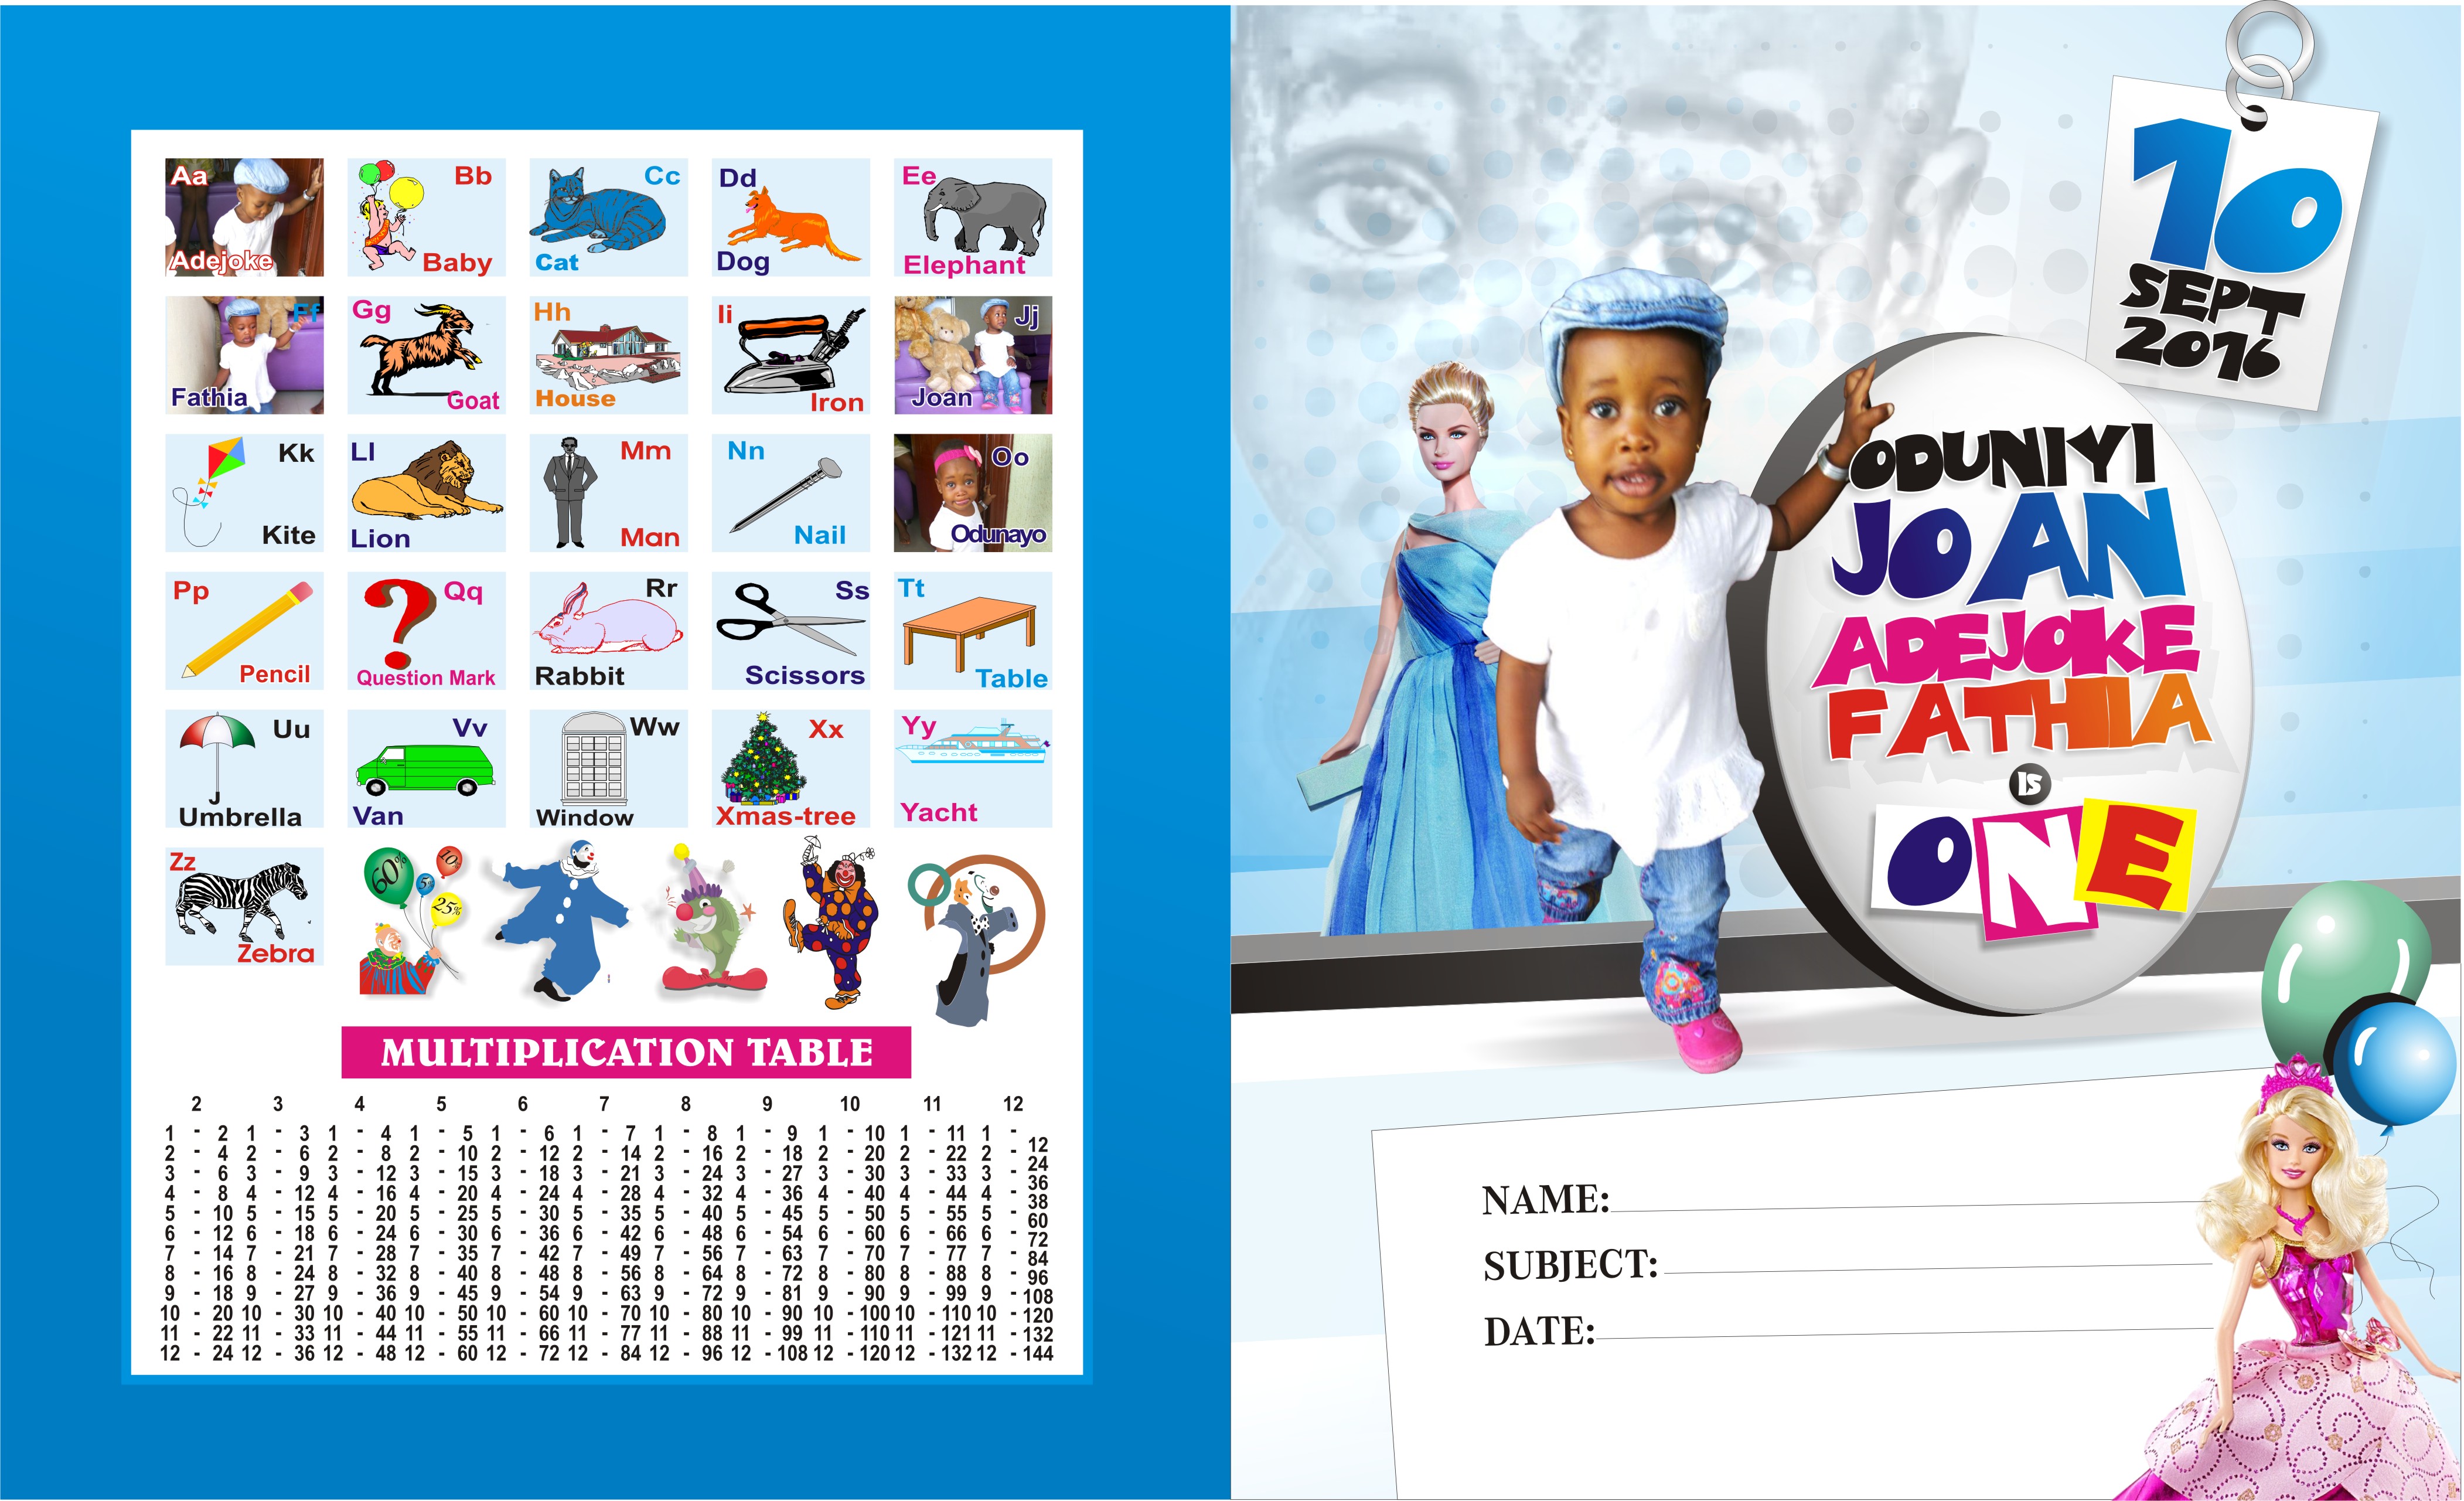 Aa
Adejoke
Bb
Baby
Cc
Cat
Dd
Dog
Ee
Elephant
Ff
Fathia
Gg
Goat
Hh
House
Ii
Iron
Jj
Joan
Kk
Kite
Ll
Lion
Mm
Man
Nn
Nail
Oo
Odunayo
Pp
Pencil
Qq
Question Mark
Rr
Rabbit
Ss
Scissors
Tt
Table
Uu
Umbrella
Vv
Van
Ww
Window
Xx
Xmas-tree
Yy
Yacht
Zz
Zebra
60%
10%
5%
25%
MULTIPLICATION TABLE
2 3 4 5 6 7 8 9 10 11 12
1 - 2 1 - 3 1 - 4 1 - 5 1 - 6 1 - 7 1 - 8 1 - 9 1 - 10 1 - 11 1 - 12
2 - 4 2 - 6 2 - 8 2 - 10 2 - 12 2 - 14 2 - 16 2 - 18 2 - 20 2 - 22 2 - 24
3 - 6 3 - 9 3 - 12 3 - 15 3 - 18 3 - 21 3 - 24 3 - 27 3 - 30 3 - 33 3 - 36
4 - 8 4 - 12 4 - 16 4 - 20 4 - 24 4 - 28 4 - 32 4 - 36 4 - 40 4 - 44 4 - 38
5 - 10 5 - 15 5 - 20 5 - 25 5 - 30 5 - 35 5 - 40 5 - 45 5 - 50 5 - 55 5 - 60
6 - 12 6 - 18 6 - 24 6 - 30 6 - 36 6 - 42 6 - 48 6 - 54 6 - 60 6 - 66 6 - 72
7 - 14 7 - 21 7 - 28 7 - 35 7 - 42 7 - 49 7 - 56 7 - 63 7 - 70 7 - 77 7 - 84
8 - 16 8 - 24 8 - 32 8 - 40 8 - 48 8 - 56 8 - 64 8 - 72 8 - 80 8 - 88 8 - 96
9 - 18 9 - 27 9 - 36 9 - 45 9 - 54 9 - 63 9 - 72 9 - 81 9 - 90 9 - 99 9 - 108
10 - 20 10 - 30 10 - 40 10 - 50 10 - 60 10 - 70 10 - 80 10 - 90 10 - 100 10 - 110 10 - 120
11 - 22 11 - 33 11 - 44 11 - 55 11 - 66 11 - 77 11 - 88 11 - 99 11 - 110 11 - 121 11 - 132
12 - 24 12 - 36 12 - 48 12 - 60 12 - 72 12 - 84 12 - 96 12 - 108 12 - 120 12 - 132 12 - 144
10
SEPT
2016
ODUNIYI
JOAN
ADEJOKE
FATHIA
IS
ONE
NAME:
SUBJECT:
DATE: